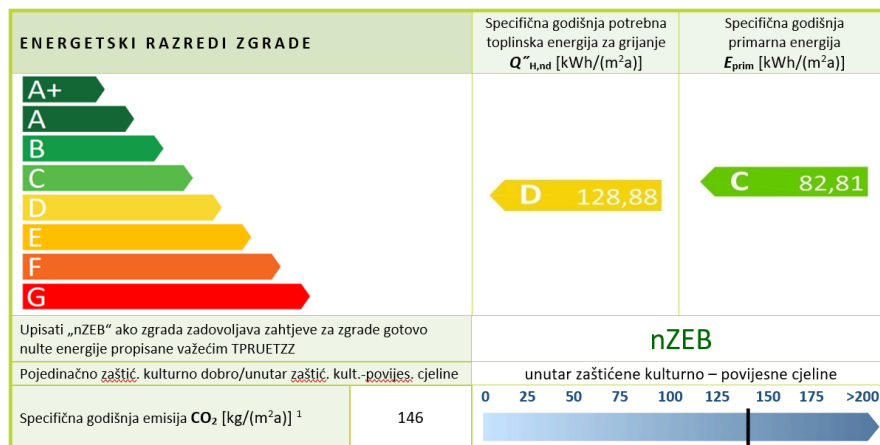 ENERGETSKI RAZREDI ZGRADE
Specifična godišnja potrebna
toplinska energija za grijanje
Q″H,nd [kWh/(m²a)]
Specifična godišnja
primarna energija
Eprim [kWh/(m²a)]
A+
A
B
C
D
E
F
G
D 128,88
C 82,81
Upisati „nZEB“ ako zgrada zadovoljava zahtjeve za zgrade gotovo
nulte energije propisane važećim TPRUETZZ
nZEB
Pojedinačno zaštić. kulturno dobro/unutar zaštić. kult.-povijes. cjeline
unutar zaštićene kulturno – povijesne cjeline
Specifična godišnja emisija CO₂ [kg/(m²a)] ¹
146
0 25 50 75 100 125 150 175 >200